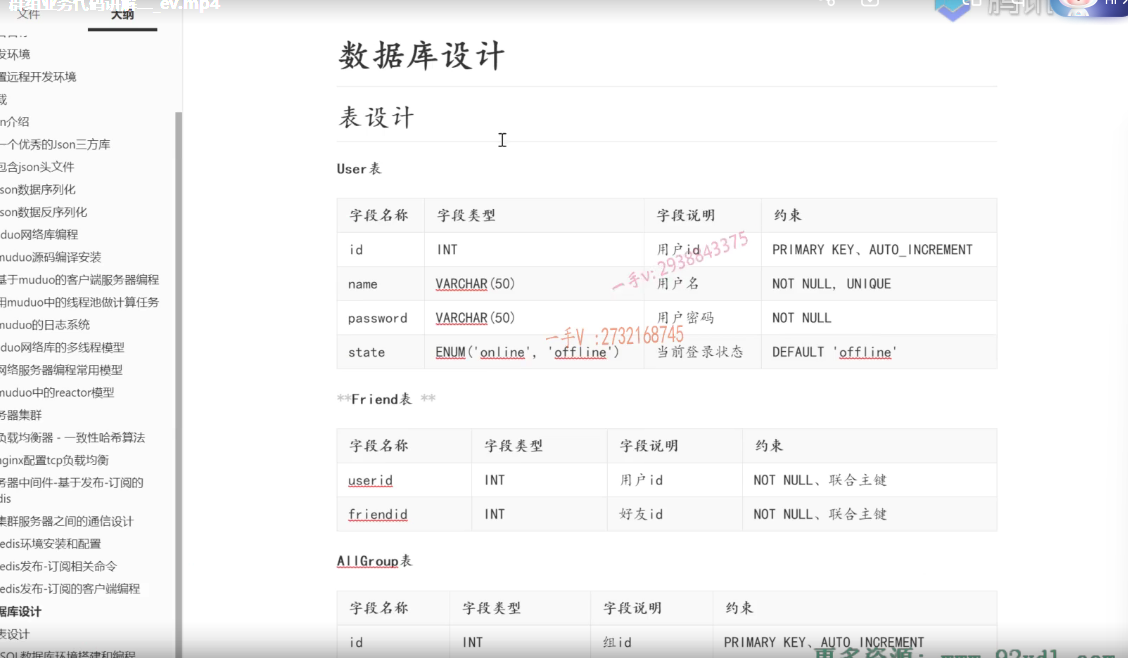 文件
大纲
发环境
置远程开发环境
载
on介绍
一个优秀的Json三方库
包含json头文件
son数据序列化
son数据反序列化
duo网络库编程
muduo源码编译安装
基于muduo的客户端服务器编程
用muduo中的线程池做计算任务
muduo的日志系统
duo网络库的多线程模型
网络服务器编程常用模型
muduo中的reactor模型
务器集群
负载均衡器 - 一致性哈希算法
nginx配置tcp负载均衡
务器中间件-基于发布-订阅的
dis
集群服务器之间的通信设计
edis环境安装和配置
edis发布-订阅相关命令
edis发布-订阅的客户端编程
据库设计
表设计
SQL数据库环境搭建和编程
数据库设计
表设计
User表
字段名称 字段类型 字段说明 约束
id INT 用户id PRIMARY KEY、AUTO_INCREMENT
name VARCHAR(50) 用户名 NOT NULL, UNIQUE
password VARCHAR(50) 用户密码 NOT NULL
state ENUM('online', 'offline') 当前登录状态 DEFAULT 'offline'
一手v: 2938843375
一手V :2732168745
**Friend表 **
字段名称 字段类型 字段说明 约束
userid INT 用户id NOT NULL、联合主键
friendid INT 好友id NOT NULL、联合主键
AllGroup表
字段名称 字段类型 字段说明 约束
id INT 组id PRIMARY KEY、AUTO_INCREMENT